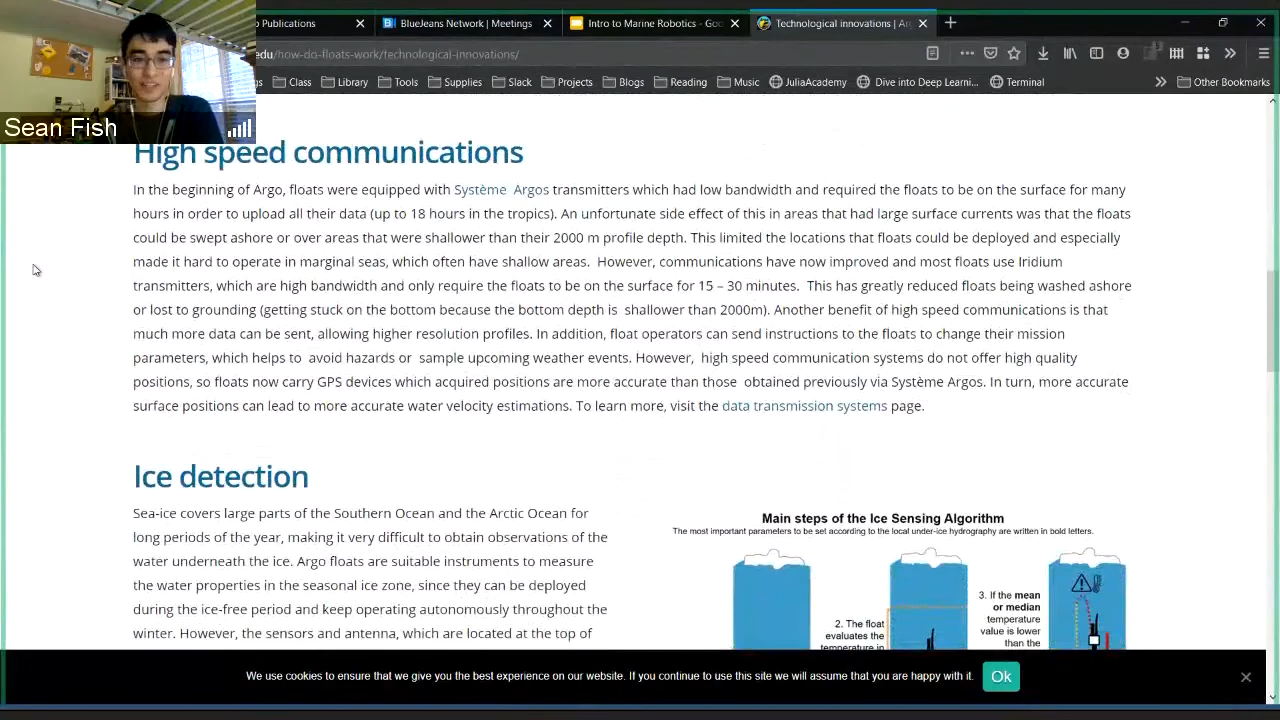 o Publications
BlueJeans Network | Meetings
Intro to Marine Robotics - Goo
Technological innovations | Ar
edu/how-do-floats-work/technological-innovations/
gs
Class
Library
Supplies
Slack
Projects
Blogs
Reading
Music
JuliaAcademy
Dive into Deep Learni...
Terminal
Other Bookmarks
Sean Fish
High speed communications
In the beginning of Argo, floats were equipped with Système Argos transmitters which had low bandwidth and required the floats to be on the surface for many
hours in order to upload all their data (up to 18 hours in the tropics). An unfortunate side effect of this in areas that had large surface currents was that the floats
could be swept ashore or over areas that were shallower than their 2000 m profile depth. This limited the locations that floats could be deployed and especially
made it hard to operate in marginal seas, which often have shallow areas. However, communications have now improved and most floats use Iridium
transmitters, which are high bandwidth and only require the floats to be on the surface for 15 – 30 minutes. This has greatly reduced floats being washed ashore
or lost to grounding (getting stuck on the bottom because the bottom depth is shallower than 2000m). Another benefit of high speed communications is that
much more data can be sent, allowing higher resolution profiles. In addition, float operators can send instructions to the floats to change their mission
parameters, which helps to avoid hazards or sample upcoming weather events. However, high speed communication systems do not offer high quality
positions, so floats now carry GPS devices which acquired positions are more accurate than those obtained previously via Système Argos. In turn, more accurate
surface positions can lead to more accurate water velocity estimations. To learn more, visit the data transmission systems page.
Ice detection
Sea-ice covers large parts of the Southern Ocean and the Arctic Ocean for
long periods of the year, making it very difficult to obtain observations of the
water underneath the ice. Argo floats are suitable instruments to measure
the water properties in the seasonal ice zone, since they can be deployed
during the ice-free period and keep operating autonomously throughout the
winter. However, the sensors and antenna, which are located at the top of
Main steps of the Ice Sensing Algorithm
The most important parameters to be set according to the local under-ice hydrography are written in bold letters.
2. The float
evaluates the
temperature in
3. If the mean
or median
temperature
value is lower
than the
We use cookies to ensure that we give you the best experience on our website. If you continue to use this site we will assume that you are happy with it.
Ok